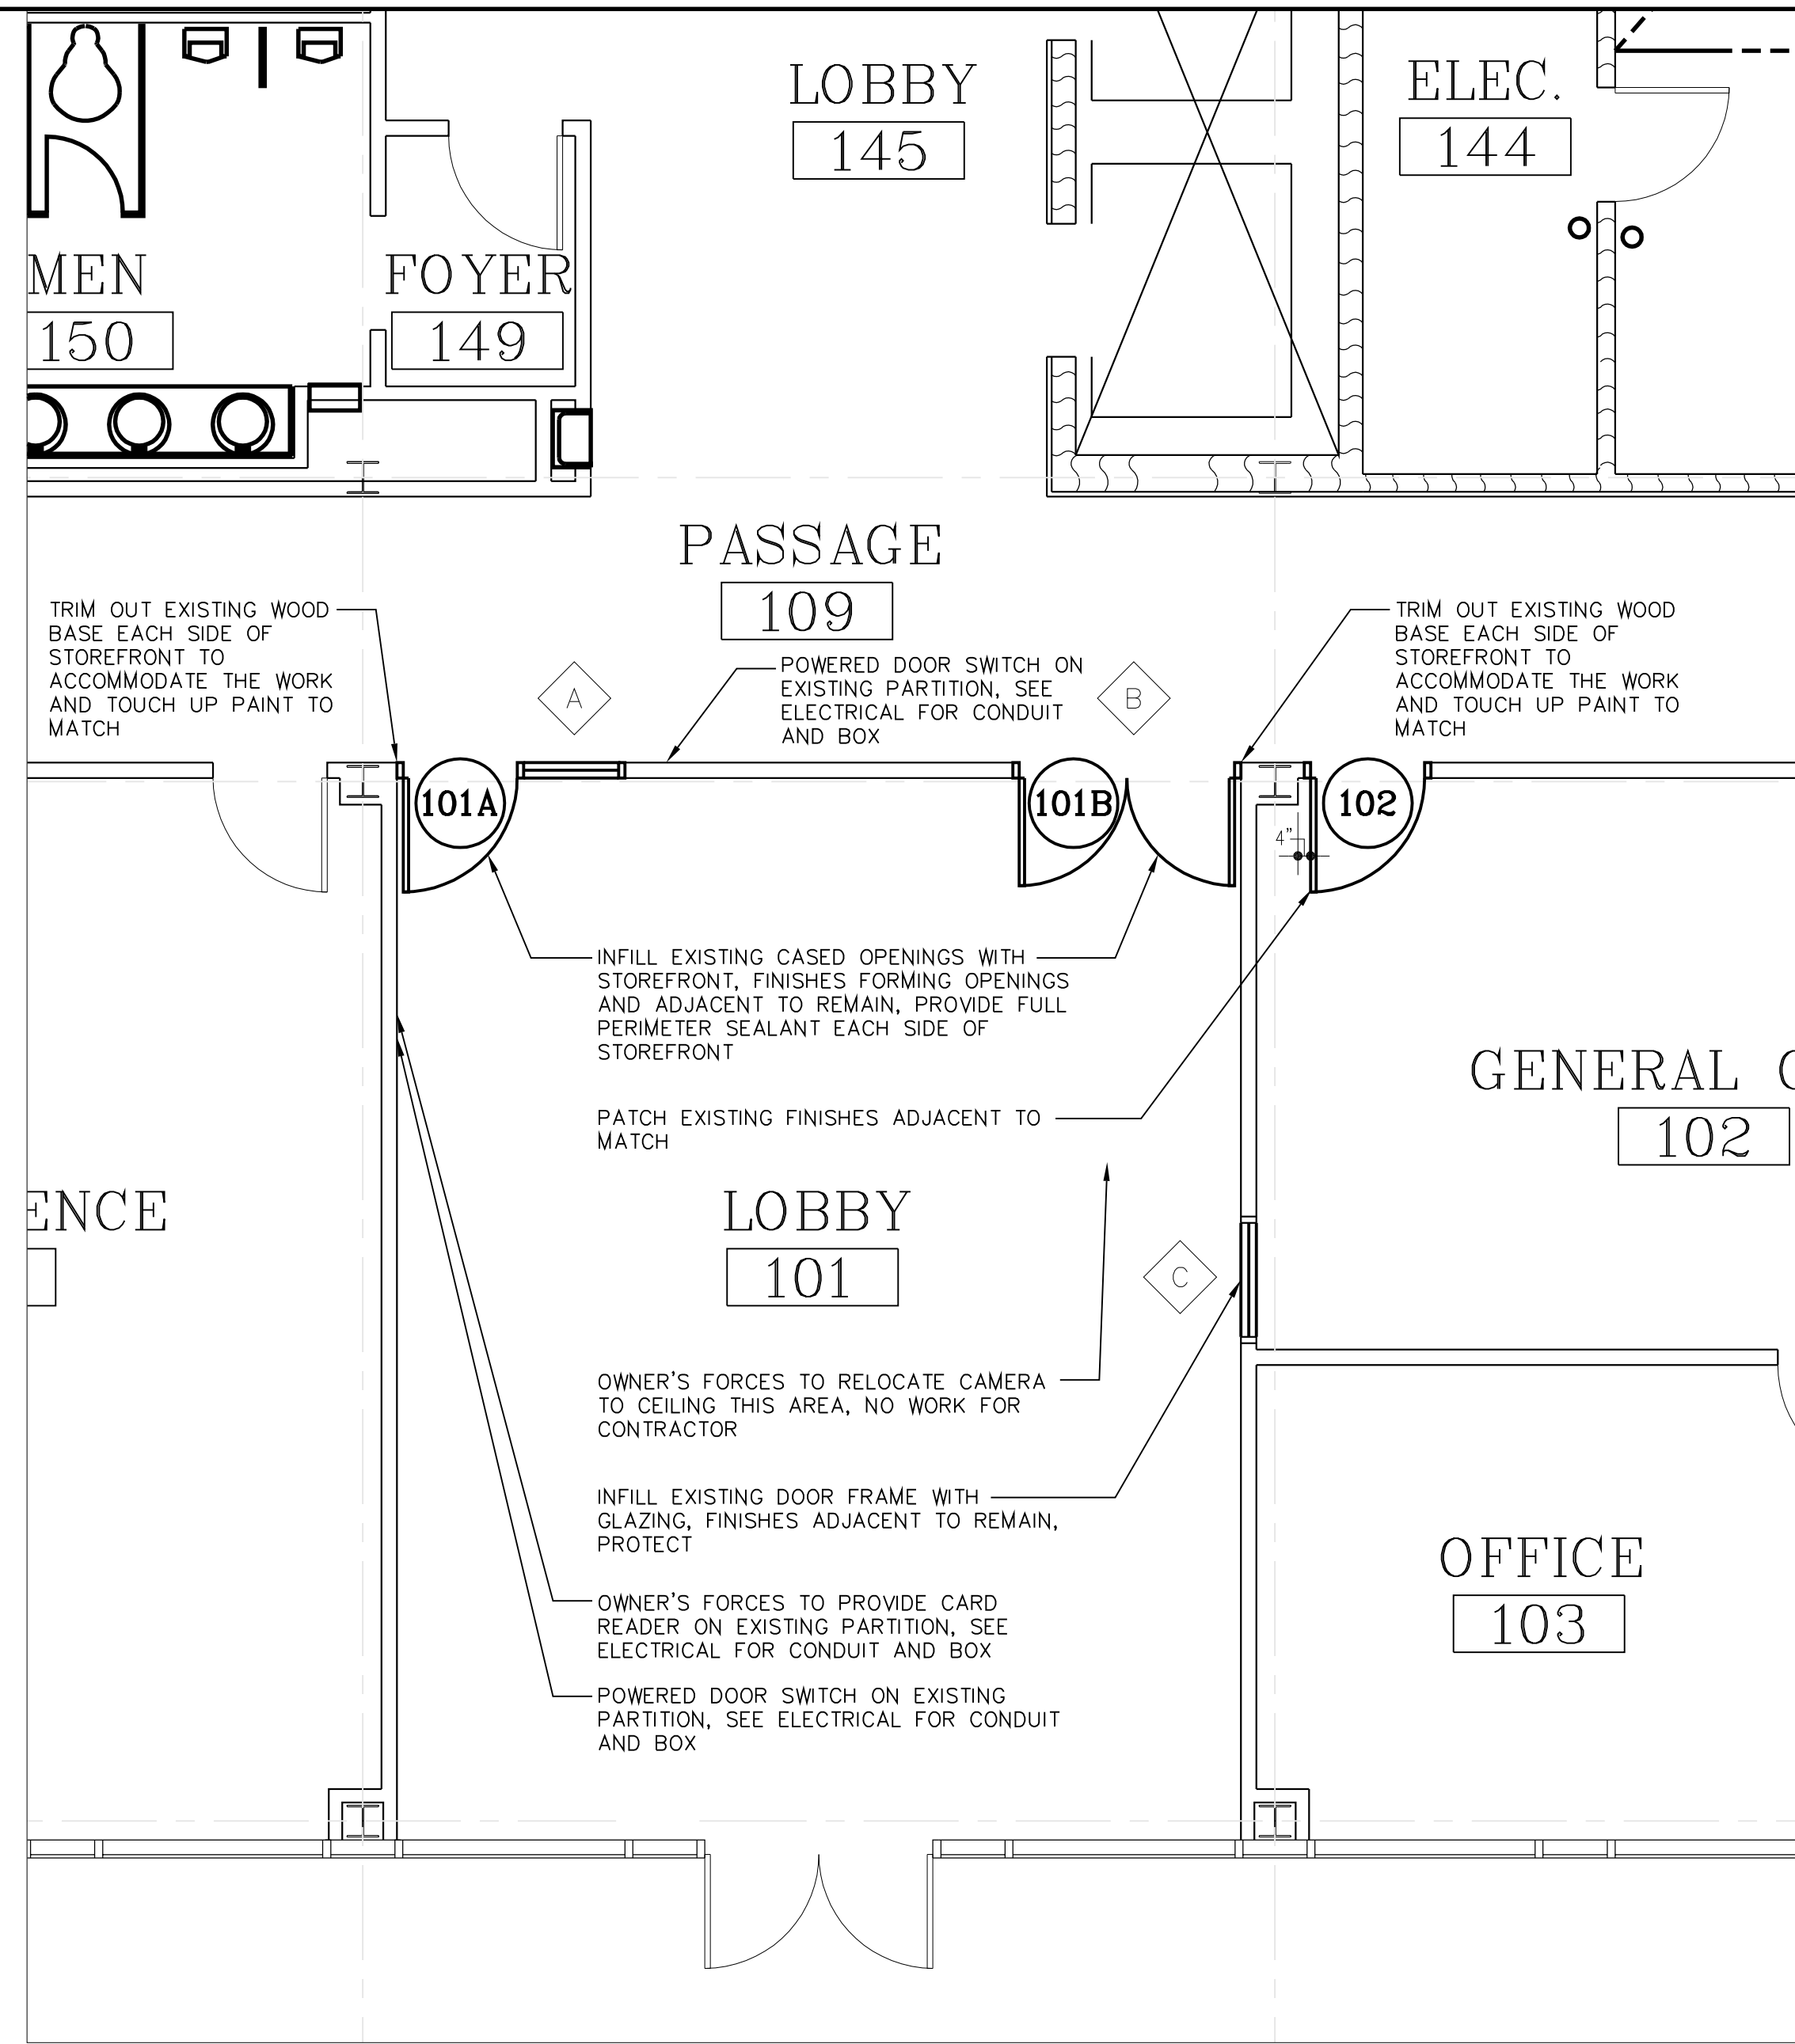 LOBBY
145
ELEC.
144
MEN
150
FOYER
149
PASSAGE
109
TRIM OUT EXISTING WOOD
BASE EACH SIDE OF
STOREFRONT TO
ACCOMMODATE THE WORK
AND TOUCH UP PAINT TO
MATCH
A
POWERED DOOR SWITCH ON
EXISTING PARTITION, SEE
ELECTRICAL FOR CONDUIT
AND BOX
B
TRIM OUT EXISTING WOOD
BASE EACH SIDE OF
STOREFRONT TO
ACCOMMODATE THE WORK
AND TOUCH UP PAINT TO
MATCH
101A
101B
102
4"
INFILL EXISTING CASED OPENINGS WITH
STOREFRONT, FINISHES FORMING OPENINGS
AND ADJACENT TO REMAIN, PROVIDE FULL
PERIMETER SEALANT EACH SIDE OF
STOREFRONT
PATCH EXISTING FINISHES ADJACENT TO
MATCH
GENERAL
102
ENCE
LOBBY
101
C
OWNER'S FORCES TO RELOCATE CAMERA
TO CEILING THIS AREA, NO WORK FOR
CONTRACTOR
INFILL EXISTING DOOR FRAME WITH
GLAZING, FINISHES ADJACENT TO REMAIN,
PROTECT
OFFICE
103
OWNER'S FORCES TO PROVIDE CARD
READER ON EXISTING PARTITION, SEE
ELECTRICAL FOR CONDUIT AND BOX
POWERED DOOR SWITCH ON EXISTING
PARTITION, SEE ELECTRICAL FOR CONDUIT
AND BOX